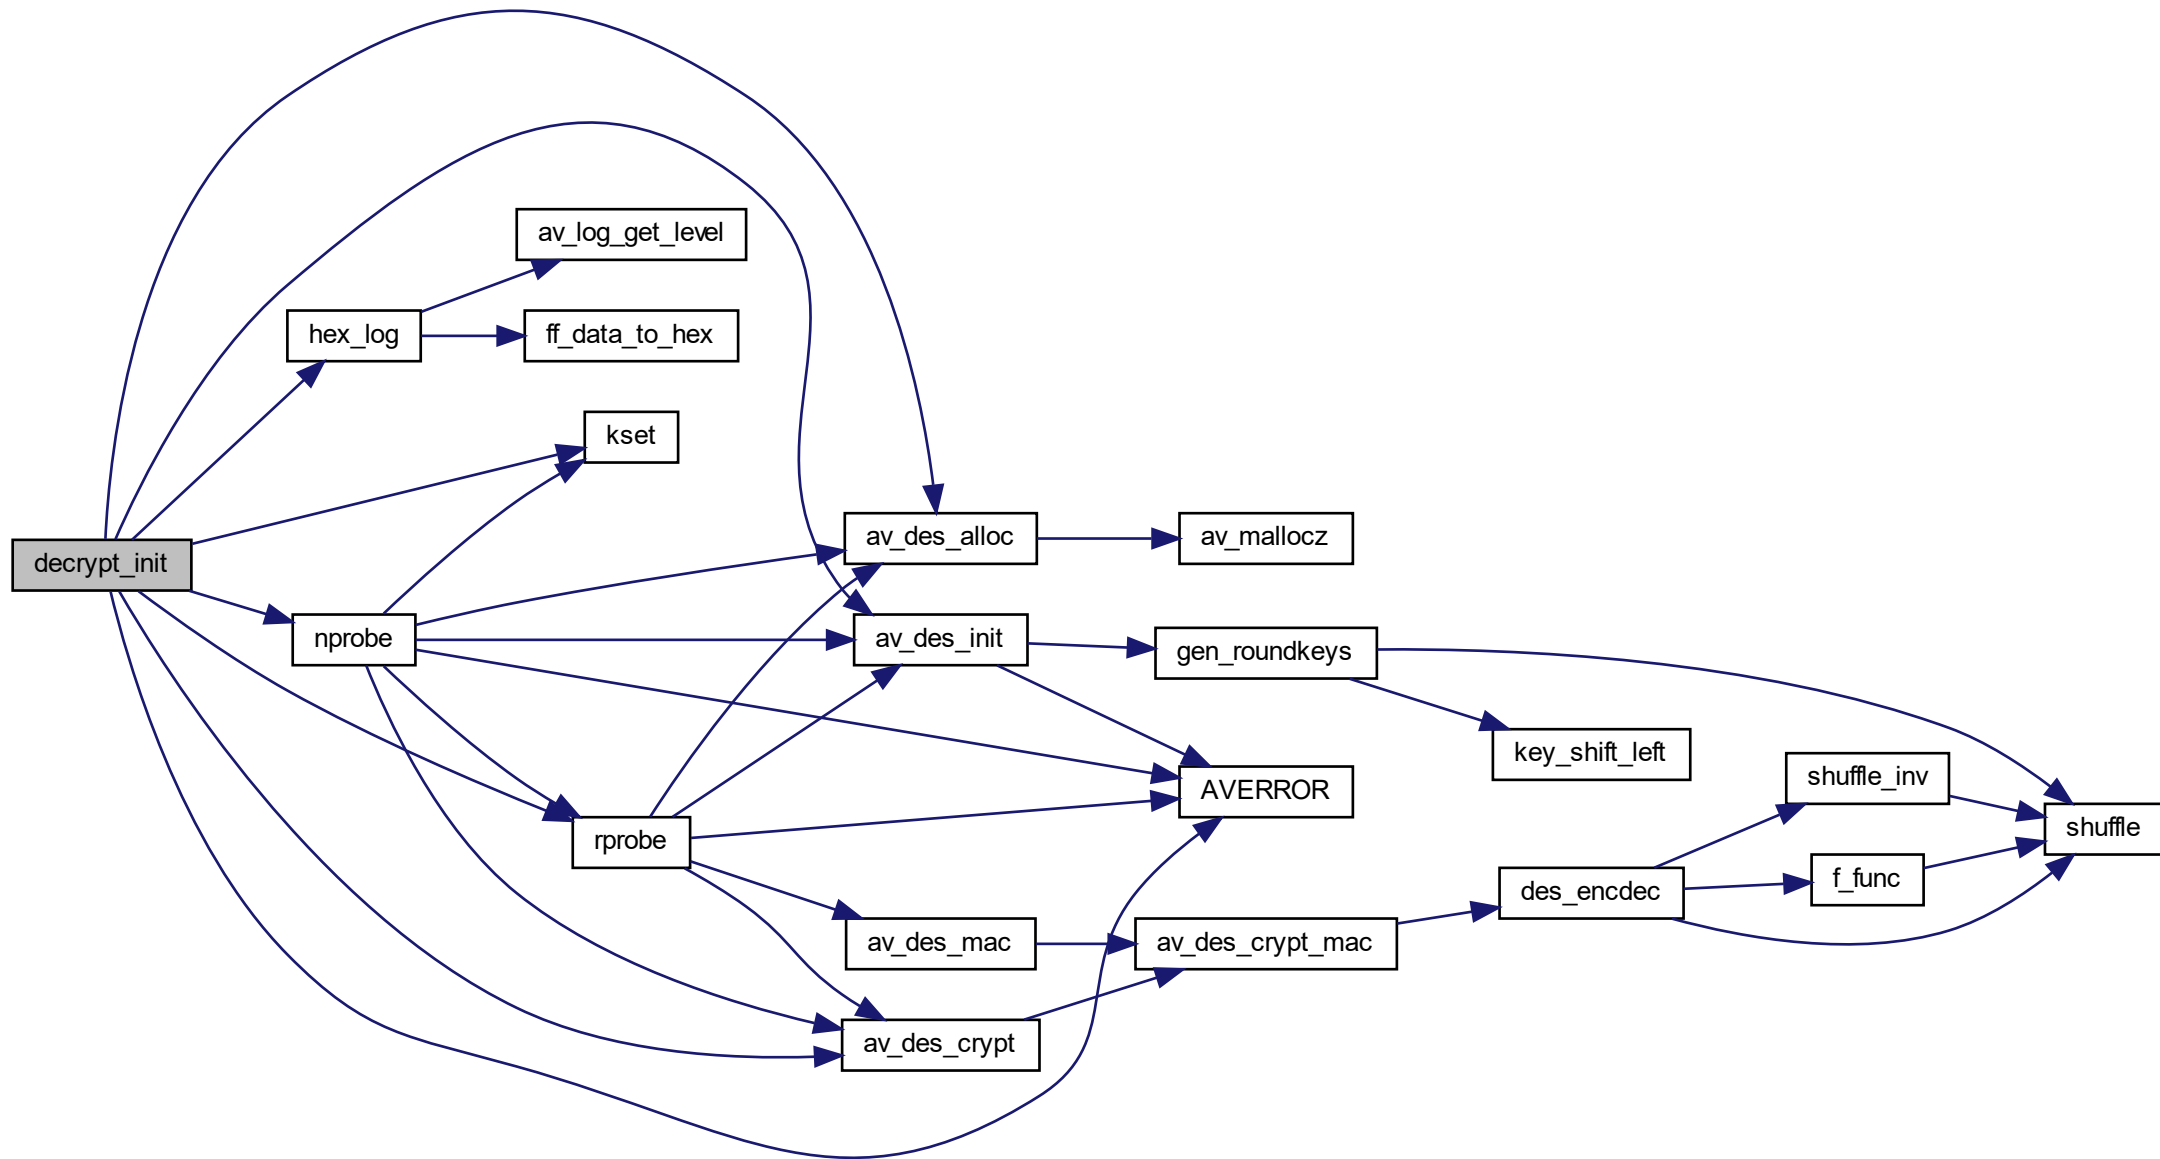 av_log_get_level
hex_log
ff_data_to_hex
kset
decrypt_init
av_des_alloc
av_mallocz
nprobe
av_des_init
gen_roundkeys
key_shift_left
AVERROR
shuffle_inv
shuffle
rprobe
des_encdec
f_func
av_des_mac
av_des_crypt_mac
av_des_crypt